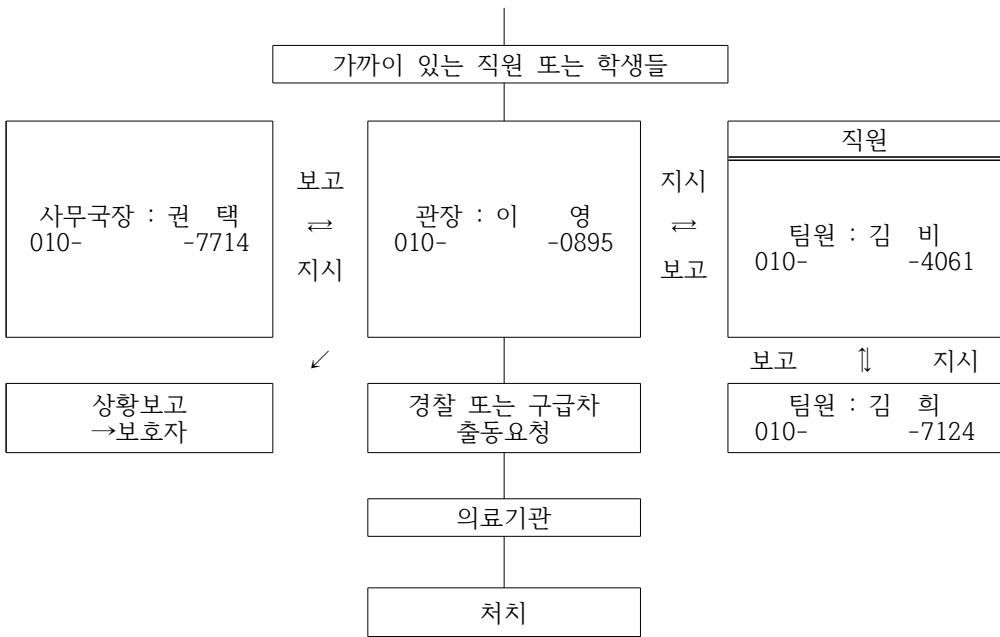 가까이 있는 직원 또는 학생들
직원
보고
지시
사무국장 : 권 택
010- -7714
⇄
관장 : 이 영
010- -0895
⇄
팀원 : 김 비
010- -4061
지시
보고
↙
보고 ⇅ 지시
상황보고
→보호자
경찰 또는 구급차
출동요청
팀원 : 김 희
010- -7124
의료기관
처치